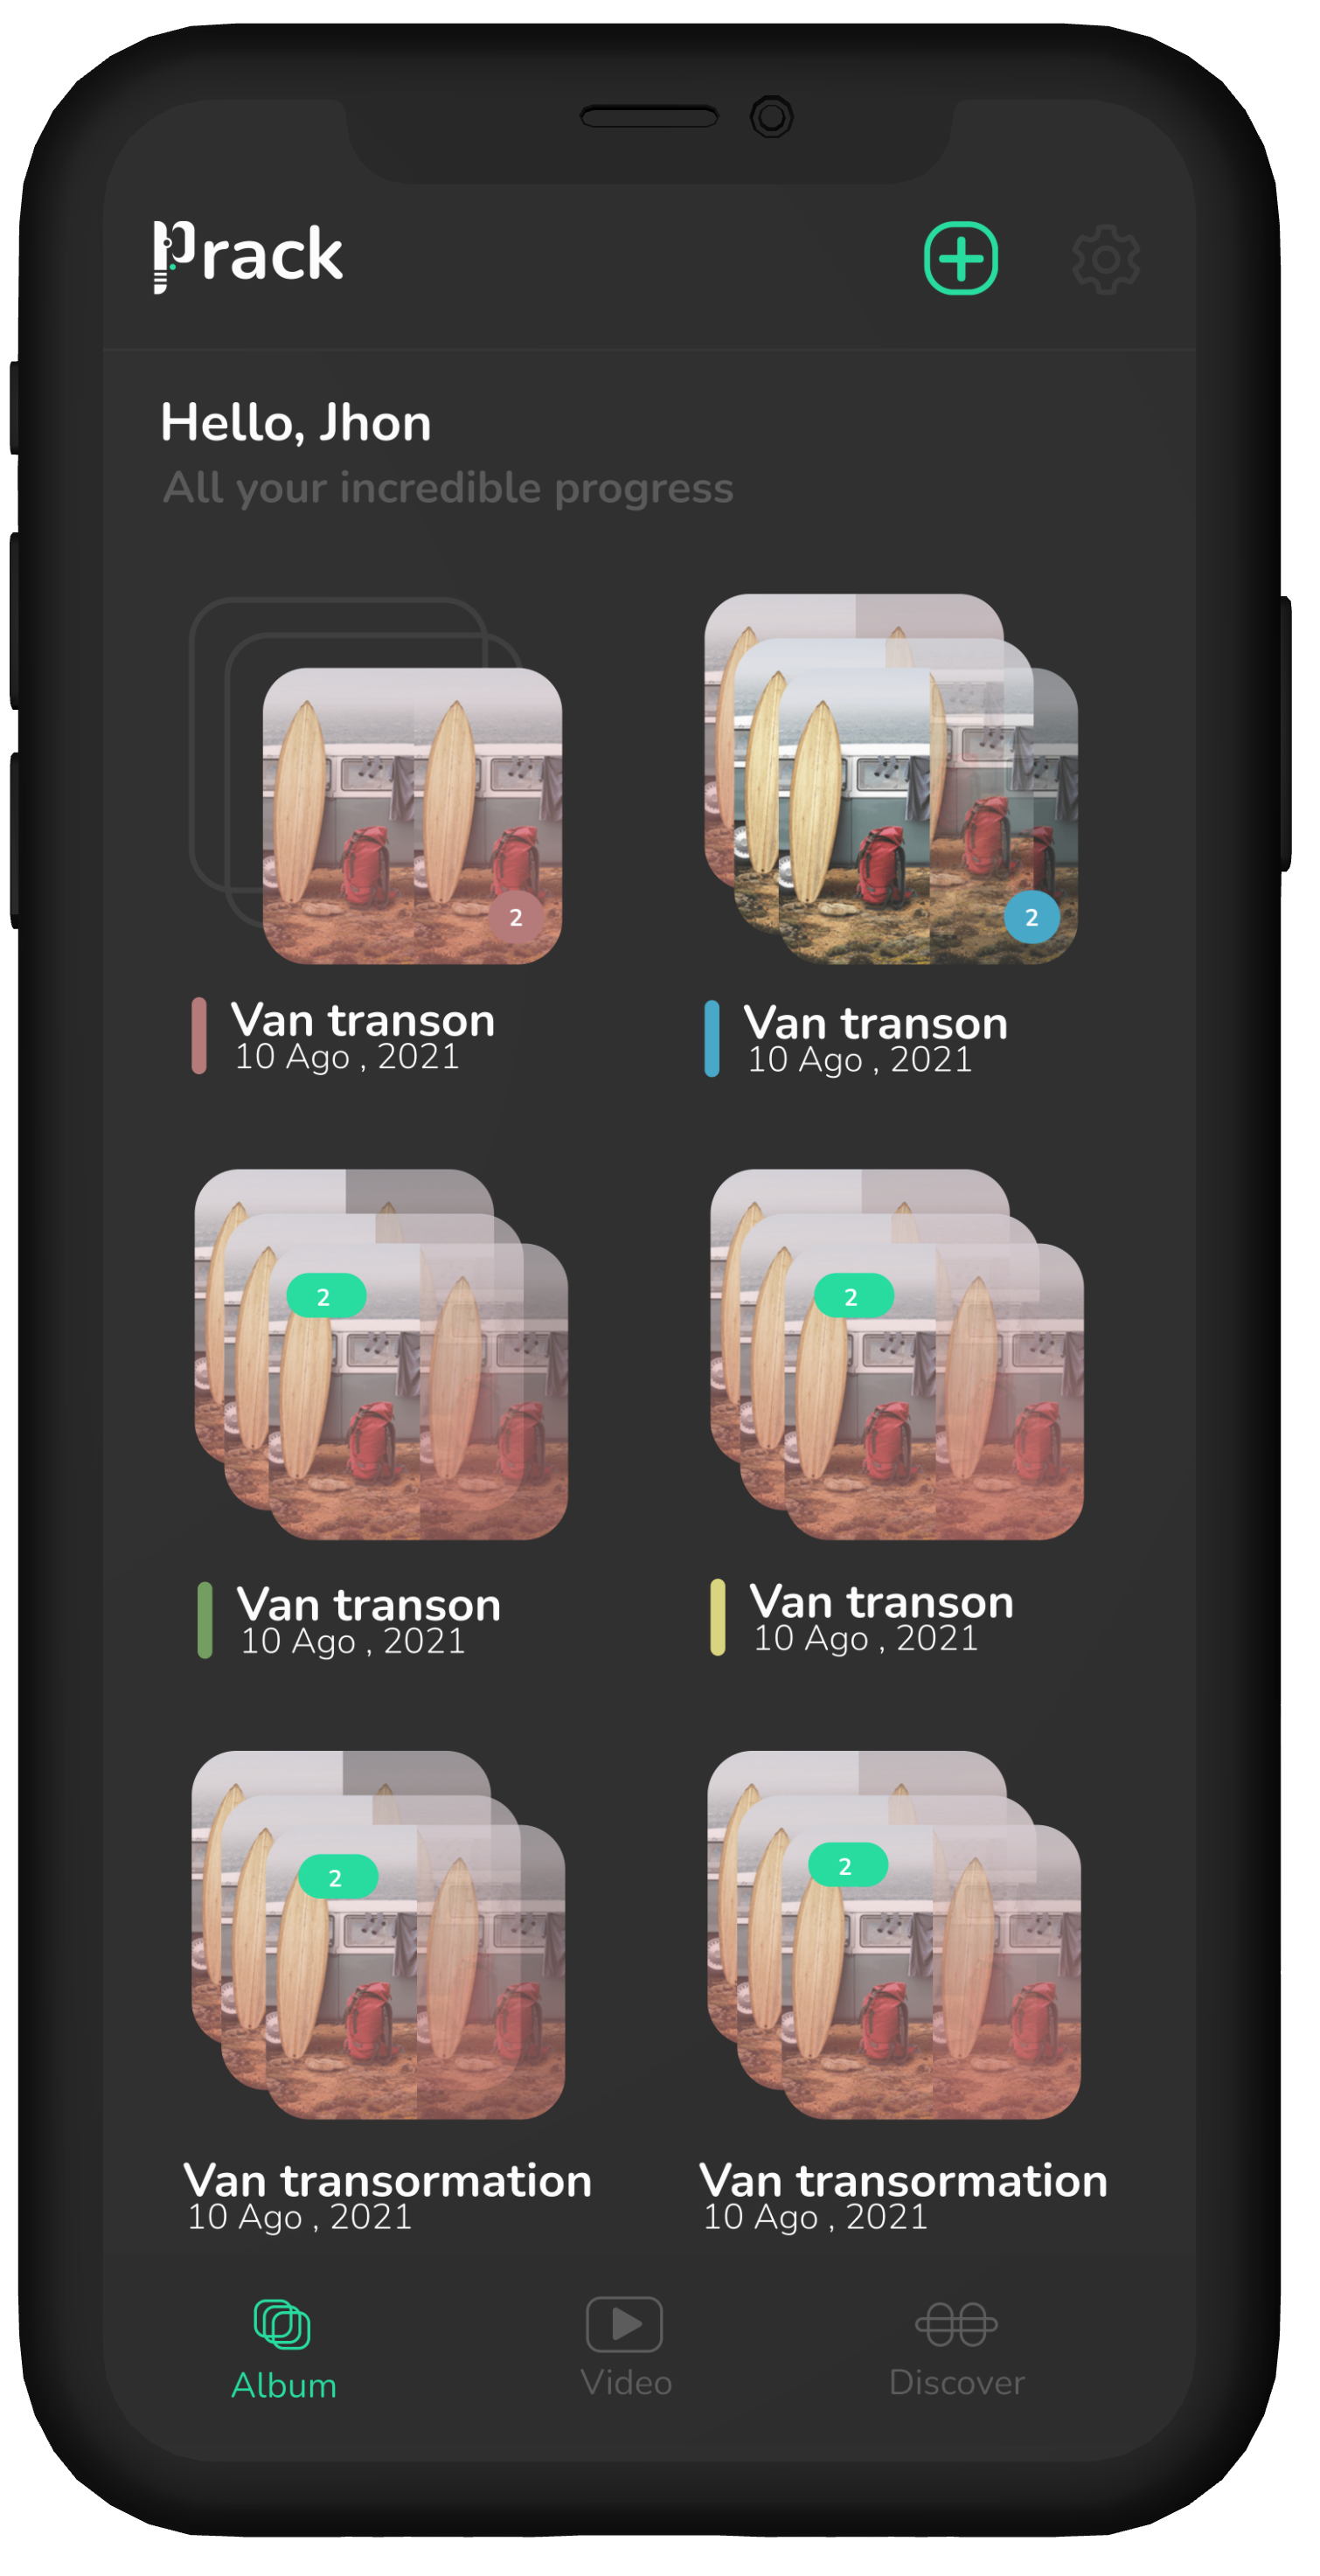 Prack
Hello, Jhon
All your incredible progress
2
2
Van transon
10 Ago , 2021
Van transon
10 Ago , 2021
2
2
Van transon
10 Ago , 2021
Van transon
10 Ago , 2021
2
2
Van transormation
10 Ago , 2021
Van transormation
10 Ago , 2021
Album
Video
Discover